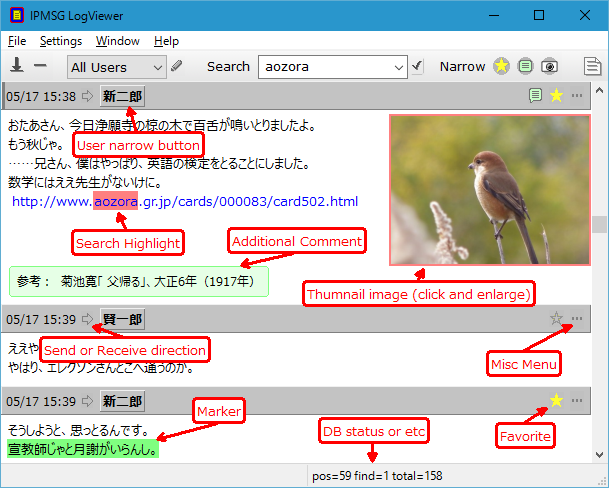 IPMSG LogViewer
File Settings Window Help
All Users Search aozora Narrow
05/17 15:38 新二郎
おたあさん、今日浄願寺の椋の木で百舌が鳴いとりましたよ。
もう秋じゃ。
User narrow button
……兄さん、僕はやっぱり、英語の検定をとることにしました。
数学にはええ先生がないけに。
http://www.aozora.gr.jp/cards/000083/card502.html
Search Highlight
Additional Comment
参考： 菊池寛「 父帰る」、大正6年（1917年）
Thumnail image (click and enlarge)
05/17 15:39 賢一郎
ええや
Send or Receive direction
やはり、エレクソンさんとこへ通うのか。
Misc Menu
05/17 15:39 新二郎
Marker
そうしようと、思っとるんです。
DB status or etc
Favorite
宣教師じゃと月謝がいらんし。
pos=59 find=1 total=158